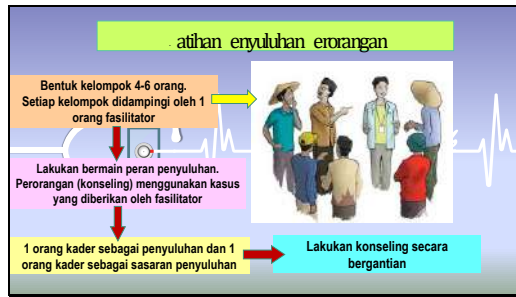 . atihan enyuluhan erorangan
Bentuk kelompok 4-6 orang.
Setiap kelompok didampingi oleh 1
orang fasilitator
Lakukan bermain peran penyuluhan.
Perorangan (konseling) menggunakan kasus
yang diberikan oleh fasilitator
1 orang kader sebagai penyuluhan dan 1
orang kader sebagai sasaran penyuluhan
Lakukan konseling secara
bergantian